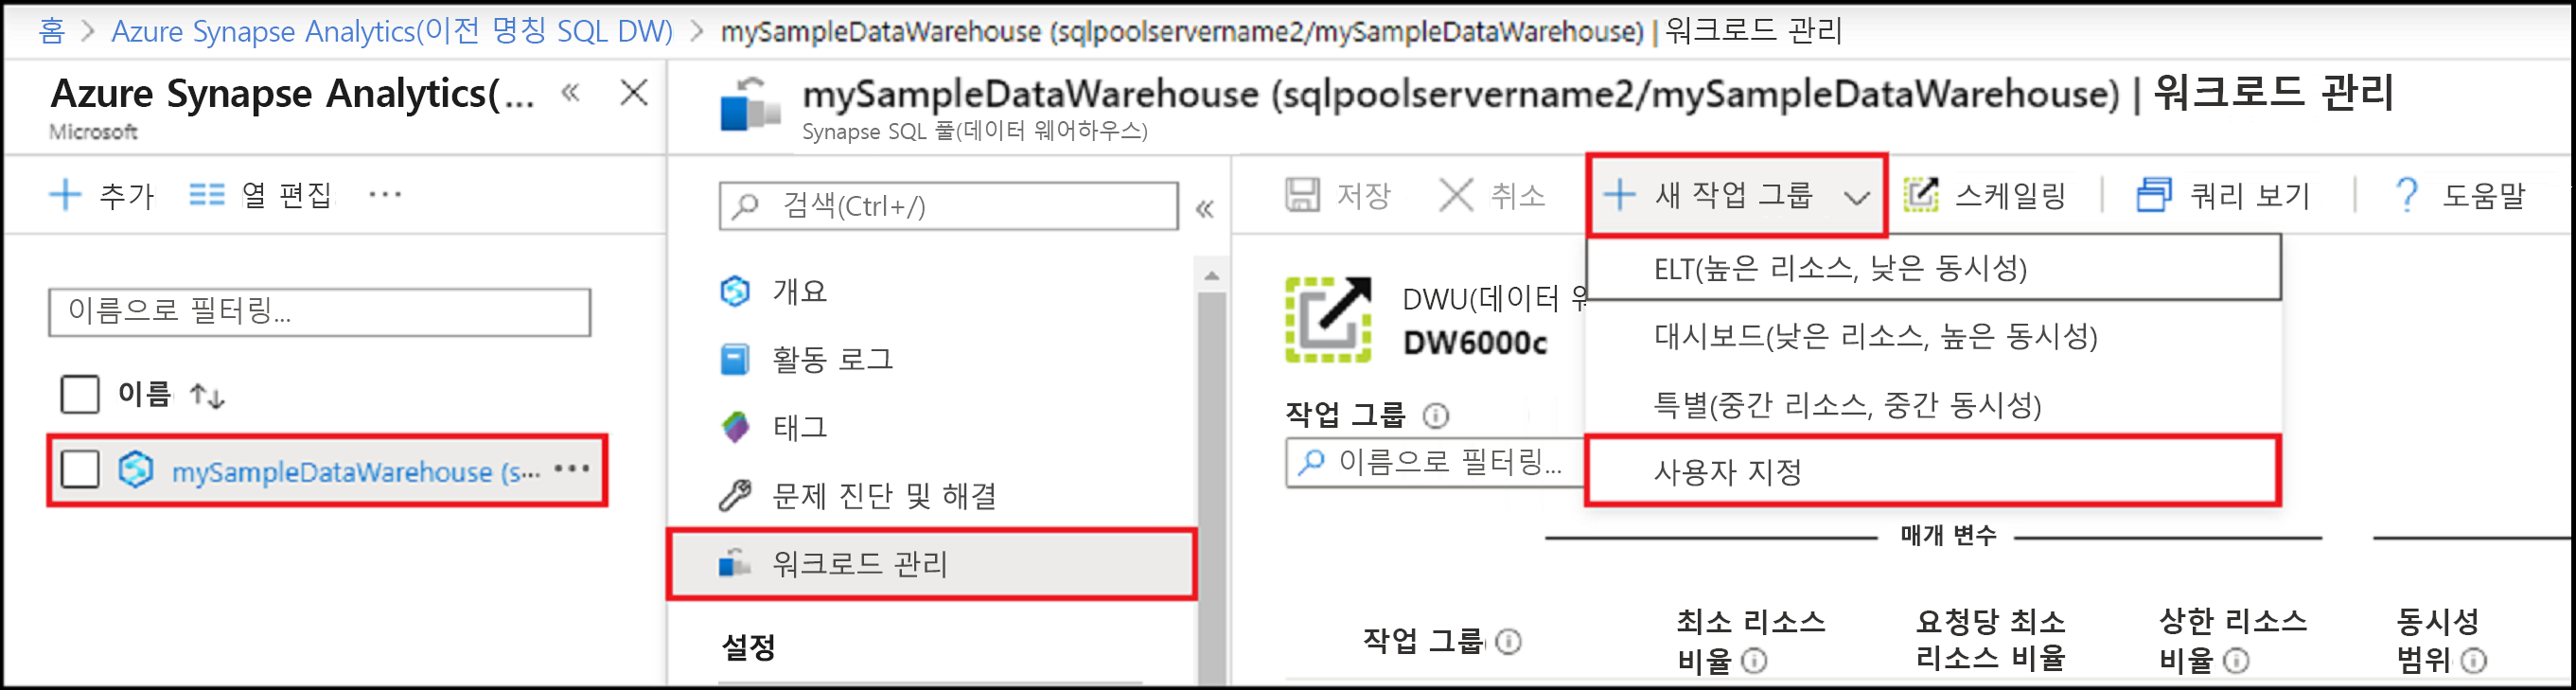 홈 > Azure Synapse Analytics(이전 명칭 SQL DW) > mySampleDataWarehouse (sqlpoolservername2/mySampleDataWarehouse) | 워크로드 관리
Azure Synapse Analytics(...
Microsoft
추가 열 편집 ...
이름으로 필터링...
이름
mySampleDataWarehouse (s... ...
mySampleDataWarehouse (sqlpoolservername2/mySampleDataWarehouse) | 워크로드 관리
Synapse SQL 풀(데이터 웨어하우스)
검색(Ctrl+/)
개요
활동 로그
태그
문제 진단 및 해결
워크로드 관리
설정
저장 취소 새 작업 그룹 스케일링 쿼리 보기 ? 도움말
ELT(높은 리소스, 낮은 동시성)
대시보드(낮은 리소스, 높은 동시성)
특별(중간 리소스, 중간 동시성)
사용자 지정
DWU(데이터
DW6000c
작업 그룹
이름으로 필터링...
매개 변수
작업 그룹
최소 리소스
비율
요청당 최소
리소스 비율
상한 리소스
비율
동시성
범위